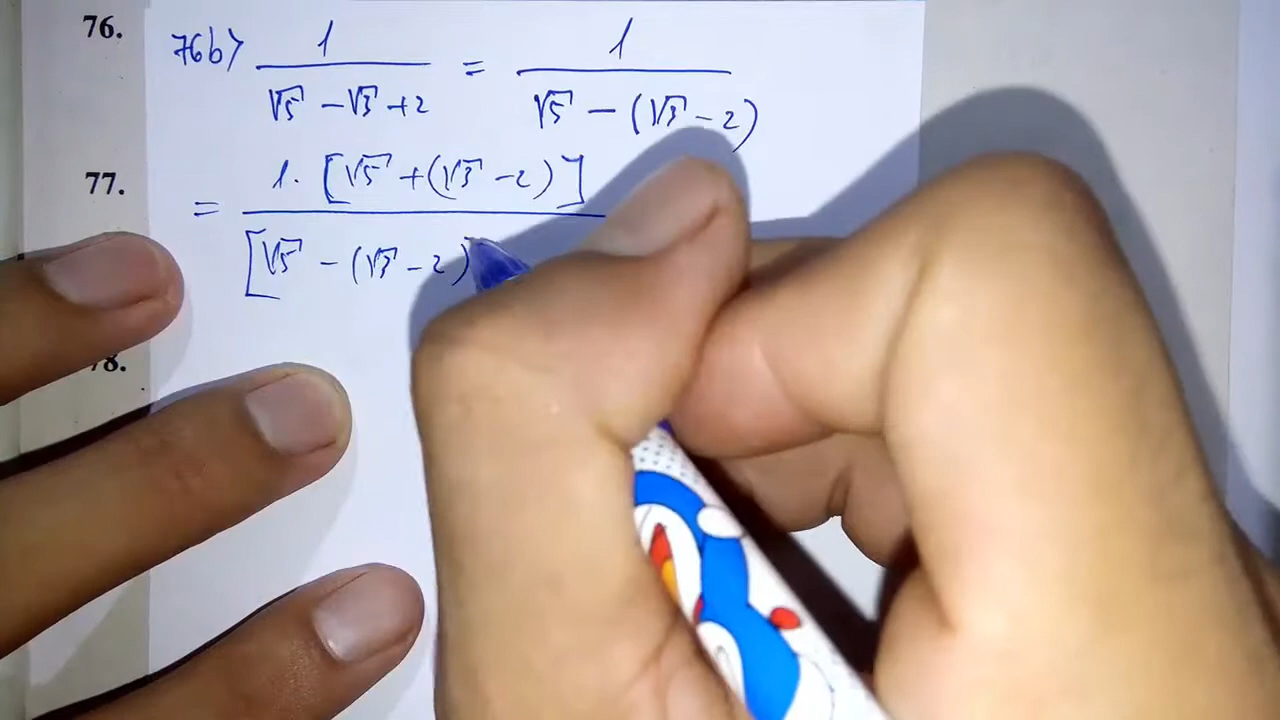 76.
76b> 1/(√5 - √3 + 2) = 1/(√5 - (√3 - 2))
77.
= 1. [√5 + (√3 - 2)]/[√5 - (√3 - 2)
78.